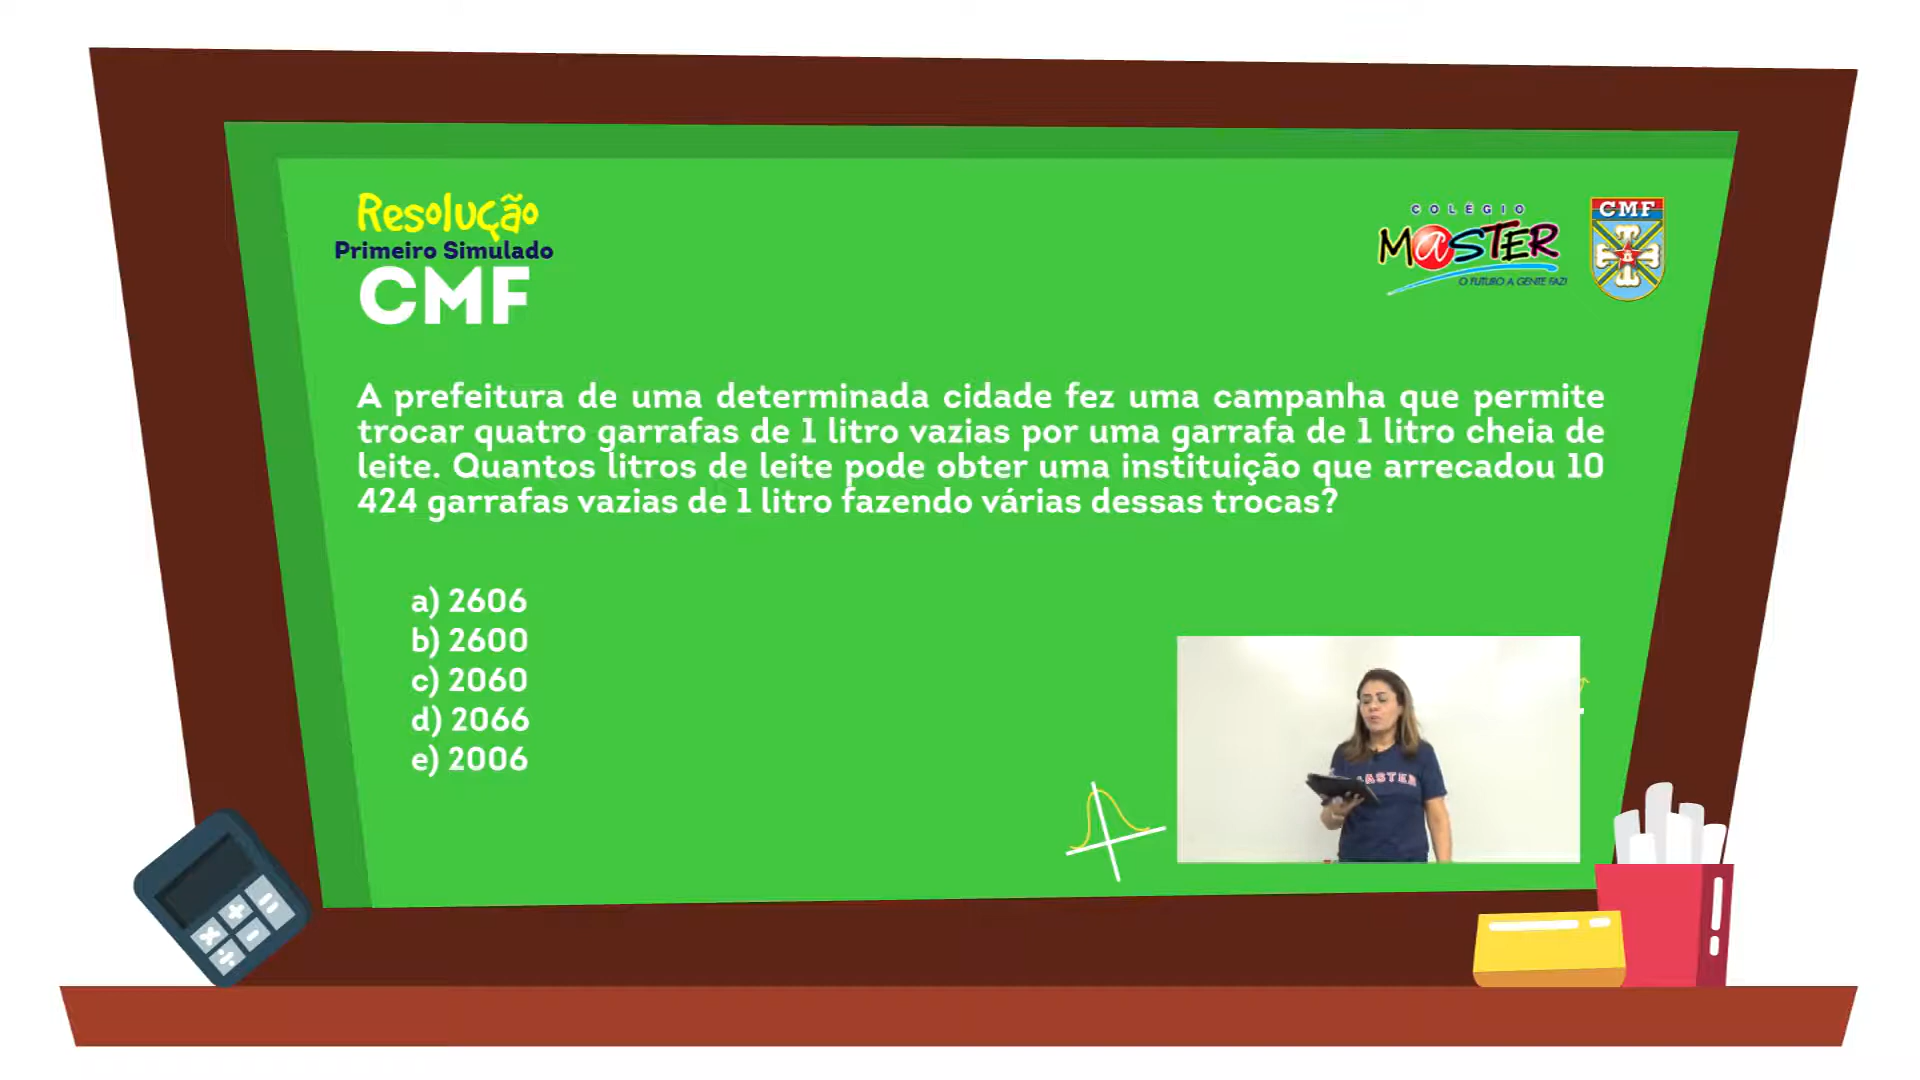 Resolução
Primeiro Simulado
CMF
COLÉGIO
M@STER
O FUTURO A GENTE FAZ!
CMF
A prefeitura de uma determinada cidade fez uma campanha que permite
trocar quatro garrafas de 1 litro vazias por uma garrafa de 1 litro cheia de
leite. Quantos litros de leite pode obter uma instituição que arrecadou 10
424 garrafas vazias de 1 litro fazendo várias dessas trocas?
a) 2606
b) 2600
c) 2060
d) 2066
e) 2006
MASTER